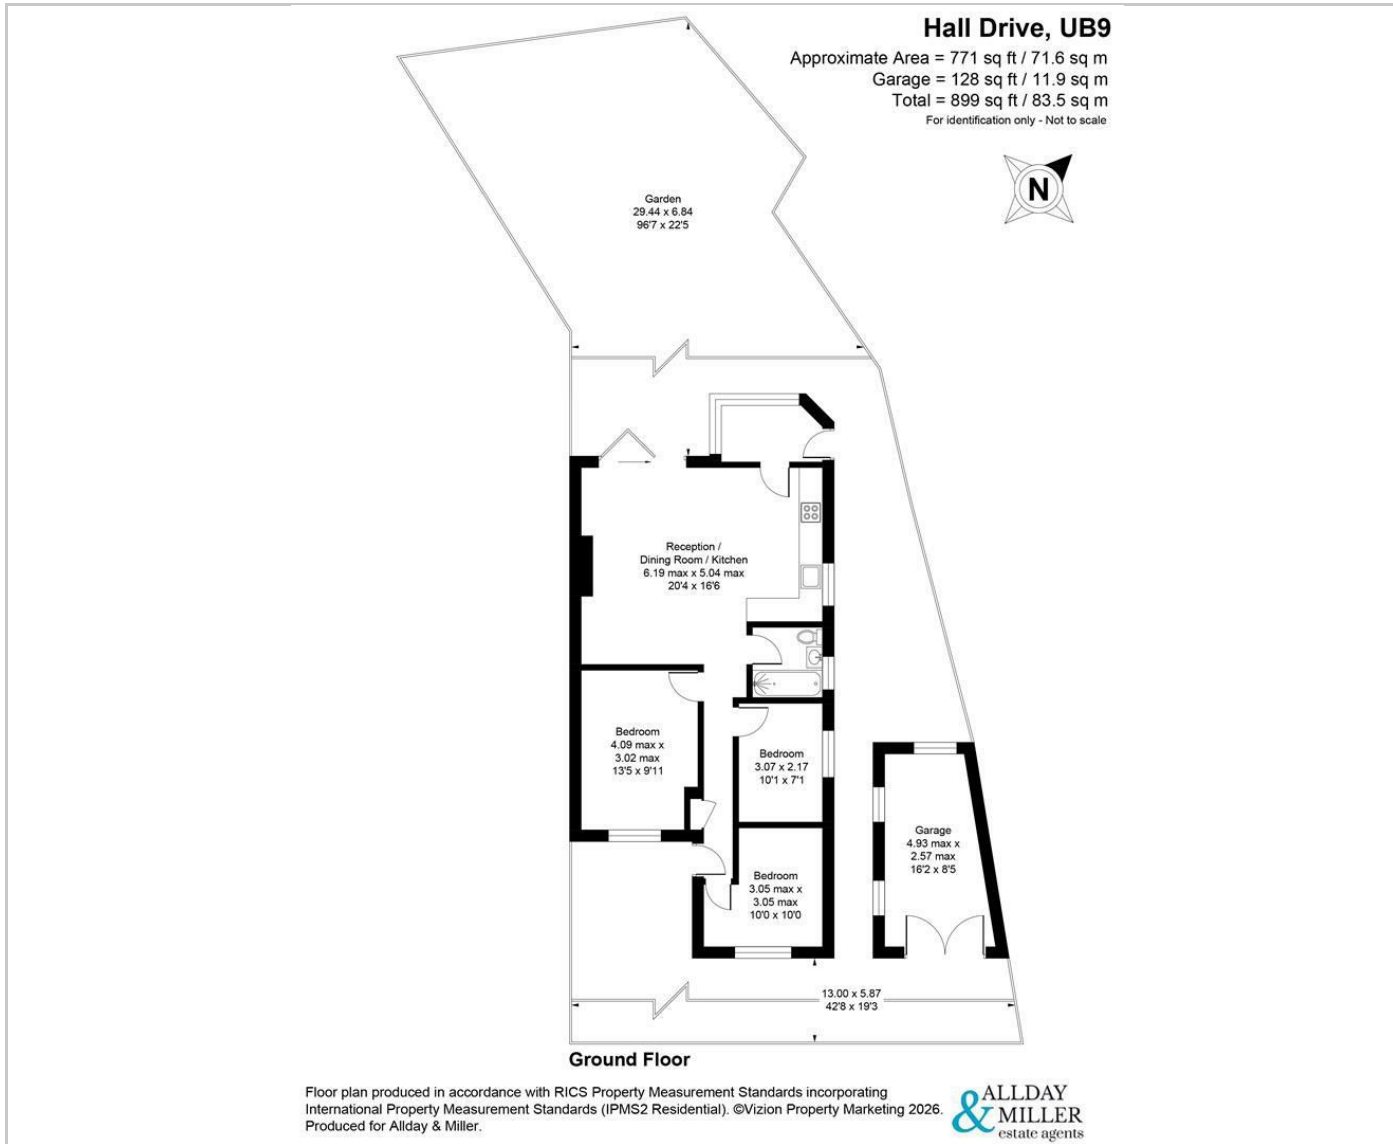 Hall Drive, UB9
Approximate Area = 771 sq ft / 71.6 sq m
Garage = 128 sq ft / 11.9 sq m
Total = 899 sq ft / 83.5 sq m
For identification only - Not to scale
N
Garden
29.44 x 6.84
96'7 x 22'5
Reception /
Dining Room / Kitchen
6.19 max x 5.04 max
20'4 x 16'6
Bedroom
4.09 max x
3.02 max
13'5 x 9'11
Bedroom
3.07 x 2.17
10'1 x 7'1
Garage
4.93 max x
2.57 max
16'2 x 8'5
Bedroom
3.05 max x
3.05 max
10'0 x 10'0
13.00 x 5.87
42'8 x 19'3
Ground Floor
Floor plan produced in accordance with RICS Property Measurement Standards incorporating
International Property Measurement Standards (IPMS2 Residential). ©Vizion Property Marketing 2026.
Produced for Allday & Miller.
ALLDAY
& MILLER
estate agents